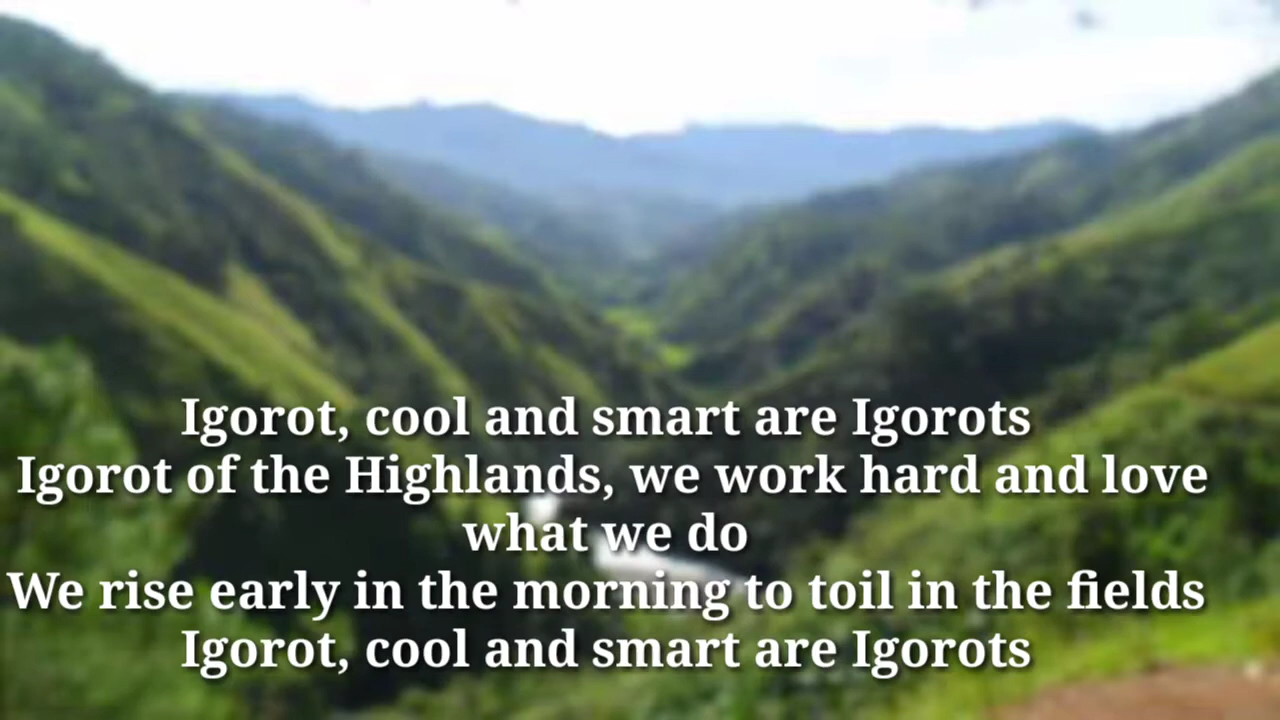 Igorot, cool and smart are Igorots
Igorot of the Highlands, we work hard and love
what we do
We rise early in the morning to toil in the fields
Igorot, cool and smart are Igorots